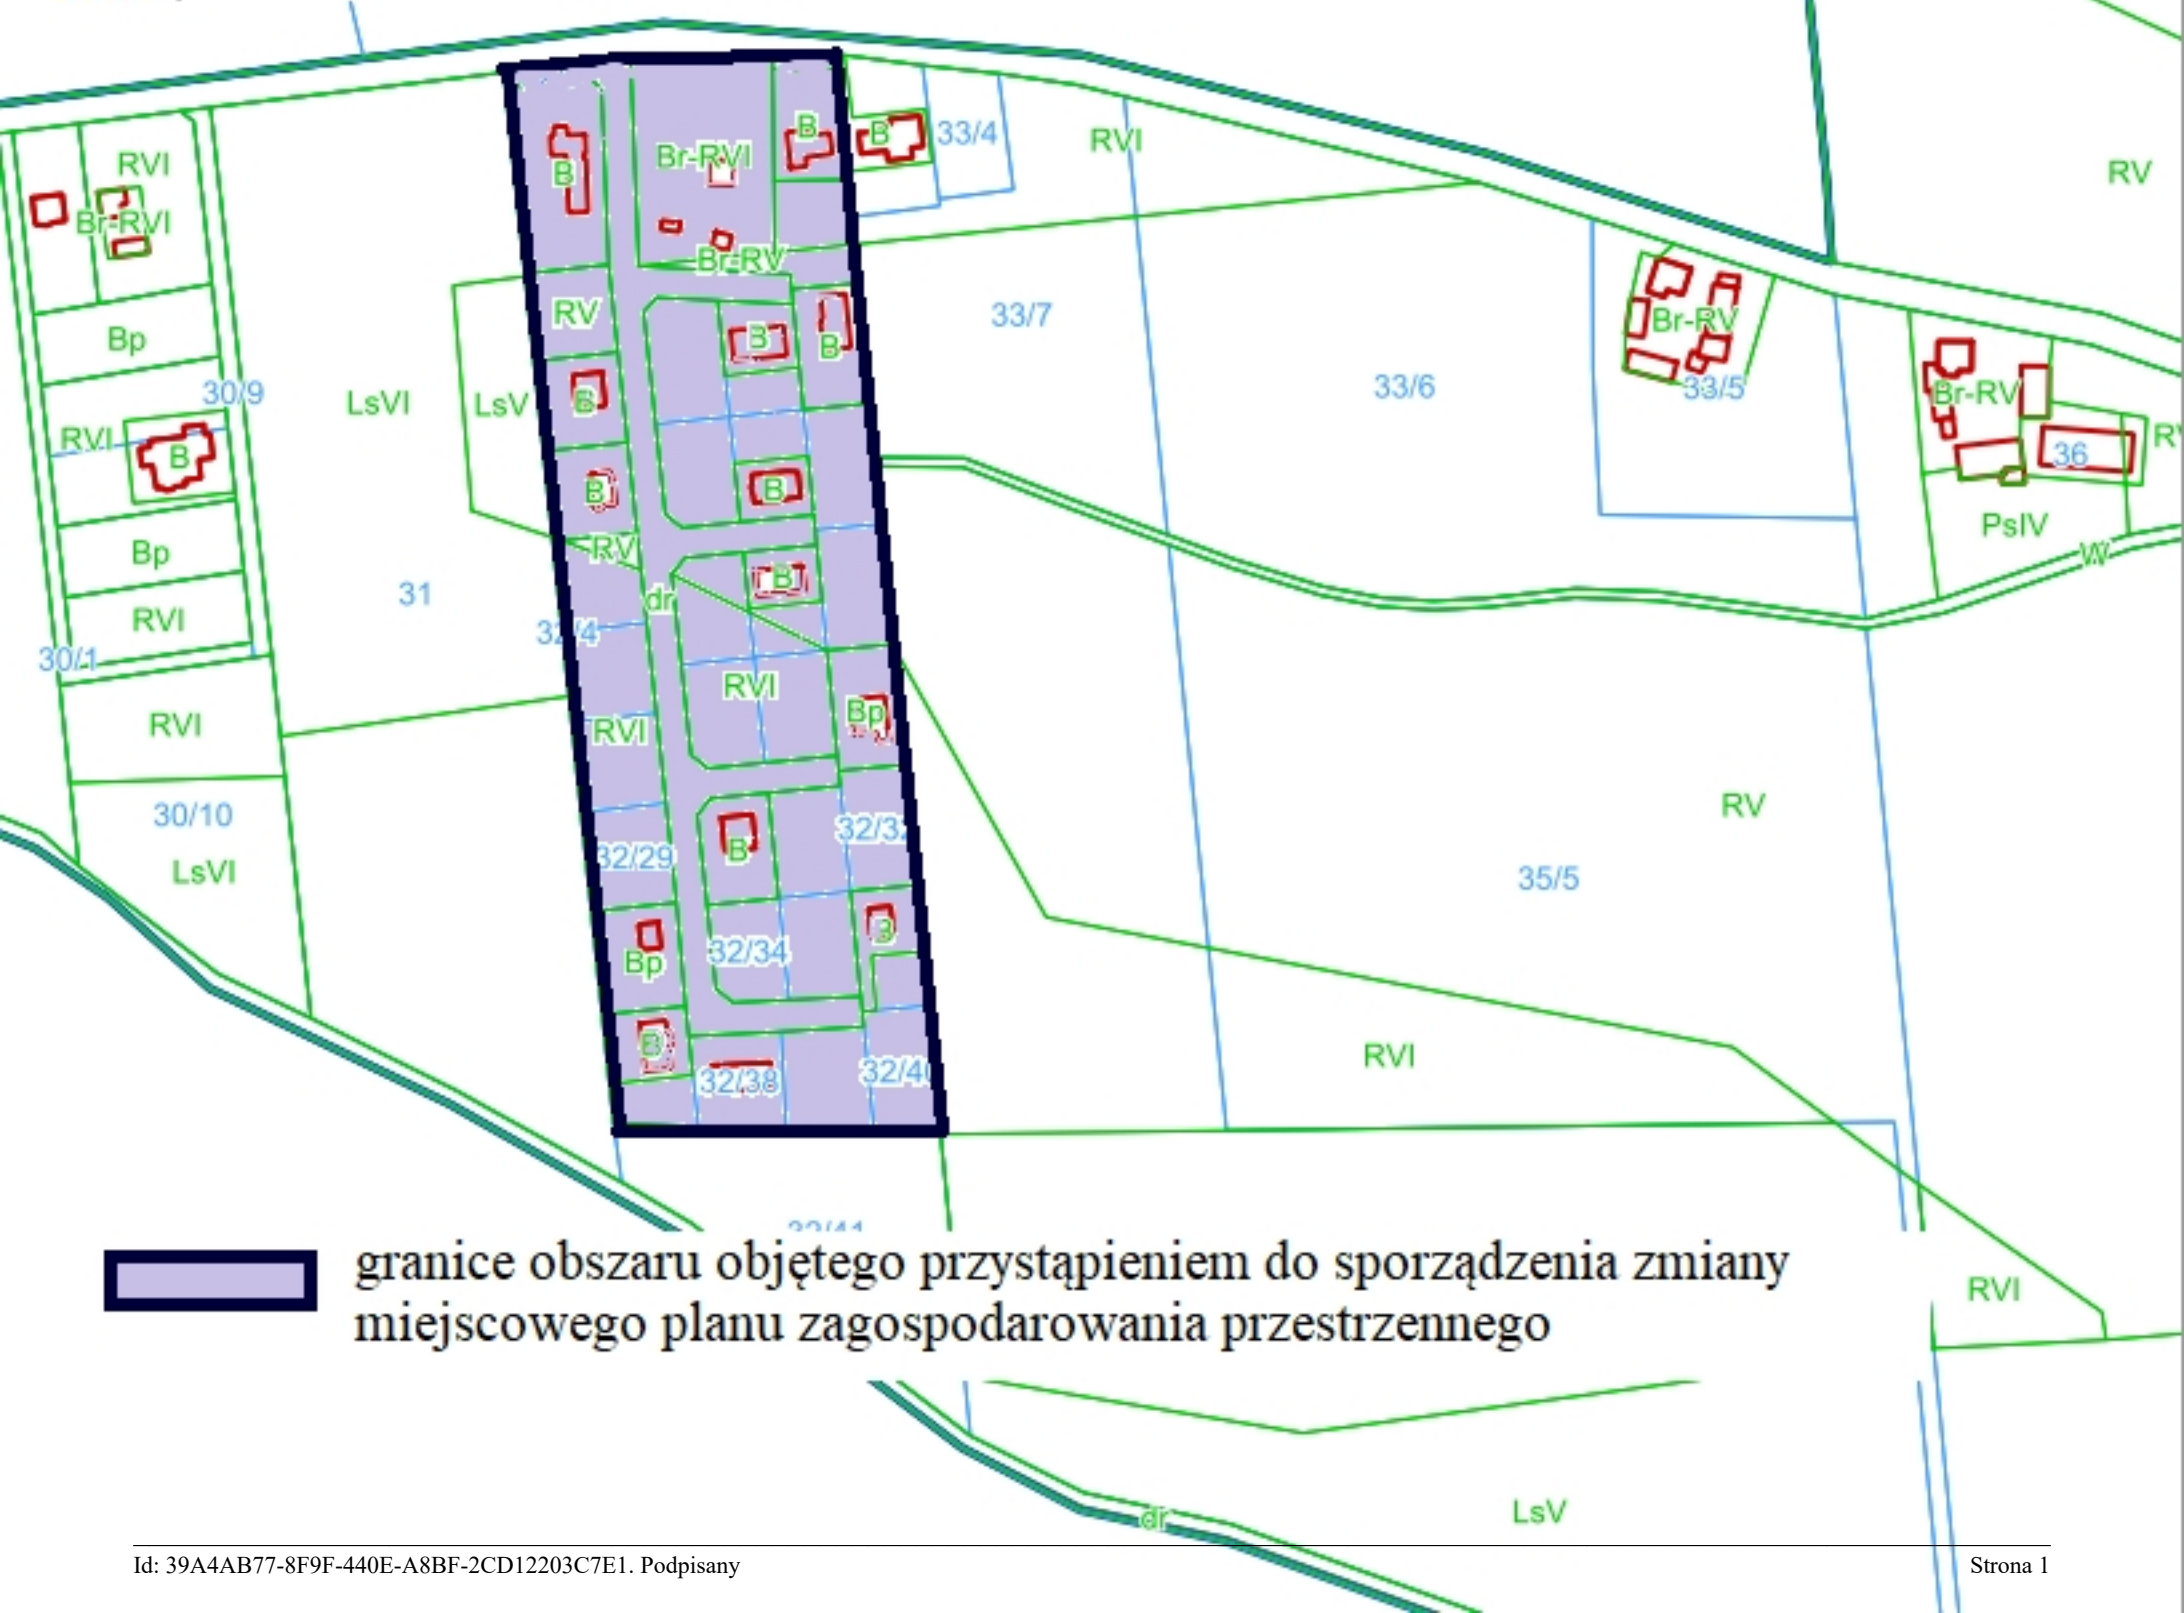 RVI
Br-RVI
Bp
30/9
RVI
B
Bp
RVI
30/1
RVI
30/10
LsVI
LsVI
LsV
31
B
Br-RVI
B
B
33/4
RVI
RV
Br-RV
RV
B
B
33/7
33/6
Br-RV
33/5
Br-RV
36
PsIV
W
B
B
B
RV
dr
B
32/4
RVI
RVI
Bp
32/29
B
RV
35/5
32/34
Bp
B
32/38
RVI
granice obszaru objętego przystąpieniem do sporządzenia zmiany
miejscowego planu zagospodarowania przestrzennego
RVI
LsV
dr
Id: 39A4AB77-8F9F-440E-A8BF-2CD12203C7E1. Podpisany
Strona 1